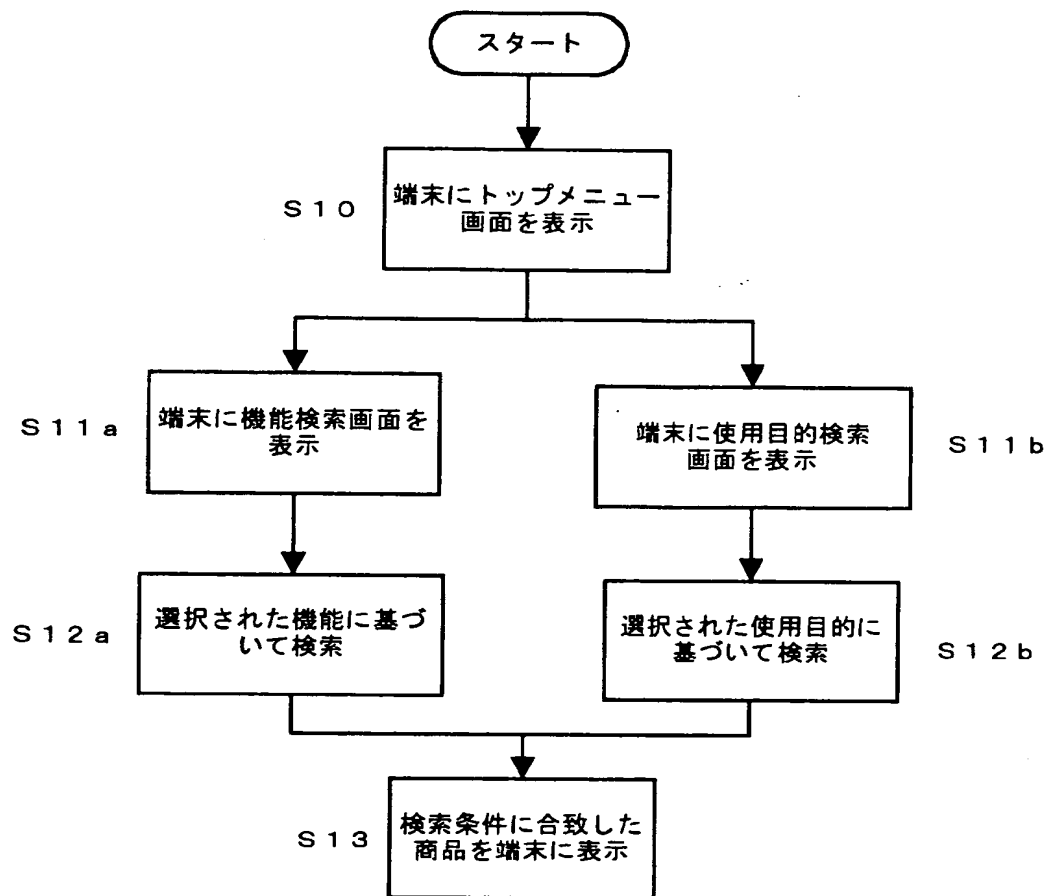 スタート
S10
端末にトップメニュー
画面を表示
S11a
端末に機能検索画面を
表示
端末に使用目的検索
画面を表示
S11b
S12a
選択された機能に基づ
いて検索
選択された使用目的に
基づいて検索
S12b
S13
検索条件に合致した
商品を端末に表示